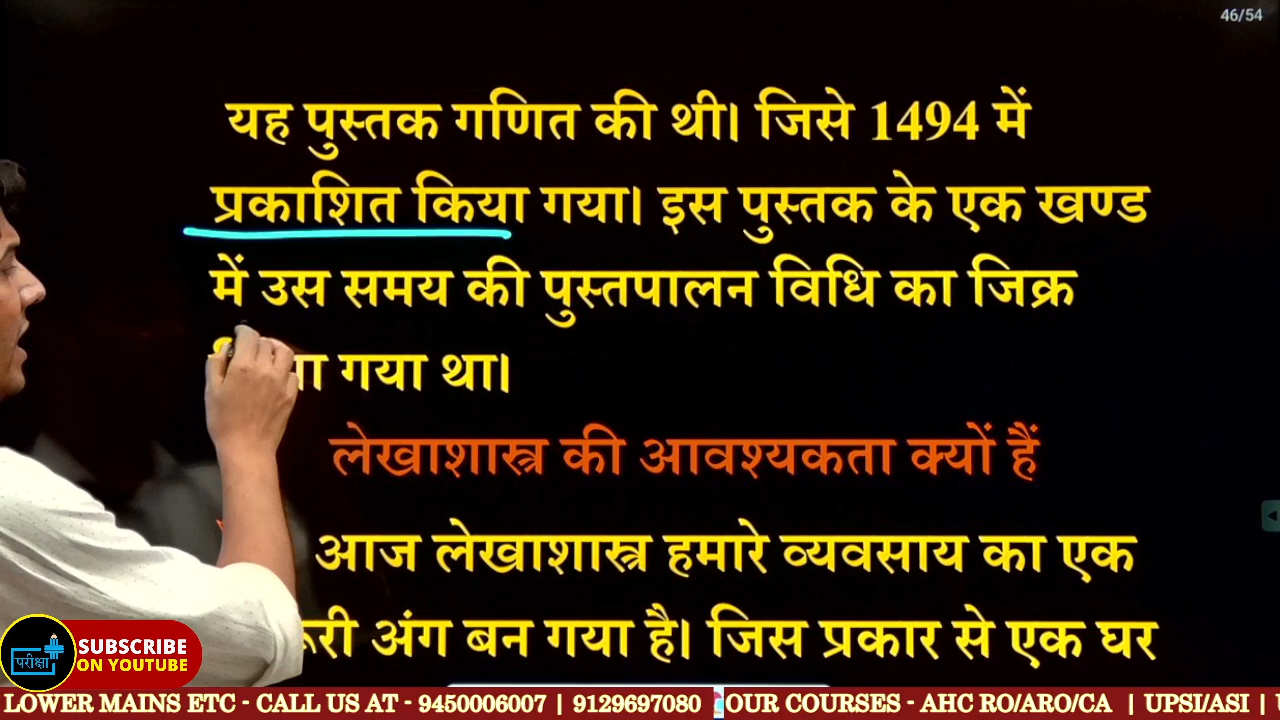 46/54
यह पुस्तक गणित की थी। जिसे 1494 में
प्रकाशित किया गया। इस पुस्तक के एक खण्ड
में उस समय की पुस्तपालन विधि का जिक्र
गया था।
लेखाशास्त्र की आवश्यकता क्यों हैं
आज लेखाशास्त्र हमारे व्यवसाय का एक
अंग बन गया है। जिस प्रकार से एक घर
परीक्षा
SUBSCRIBE
ON YOUTUBE
LOWER MAINS ETC - CALL US AT - 9450006007 | 9129697080 OUR COURSES - AHC RO/ARO/CA | UPSI/ASI |